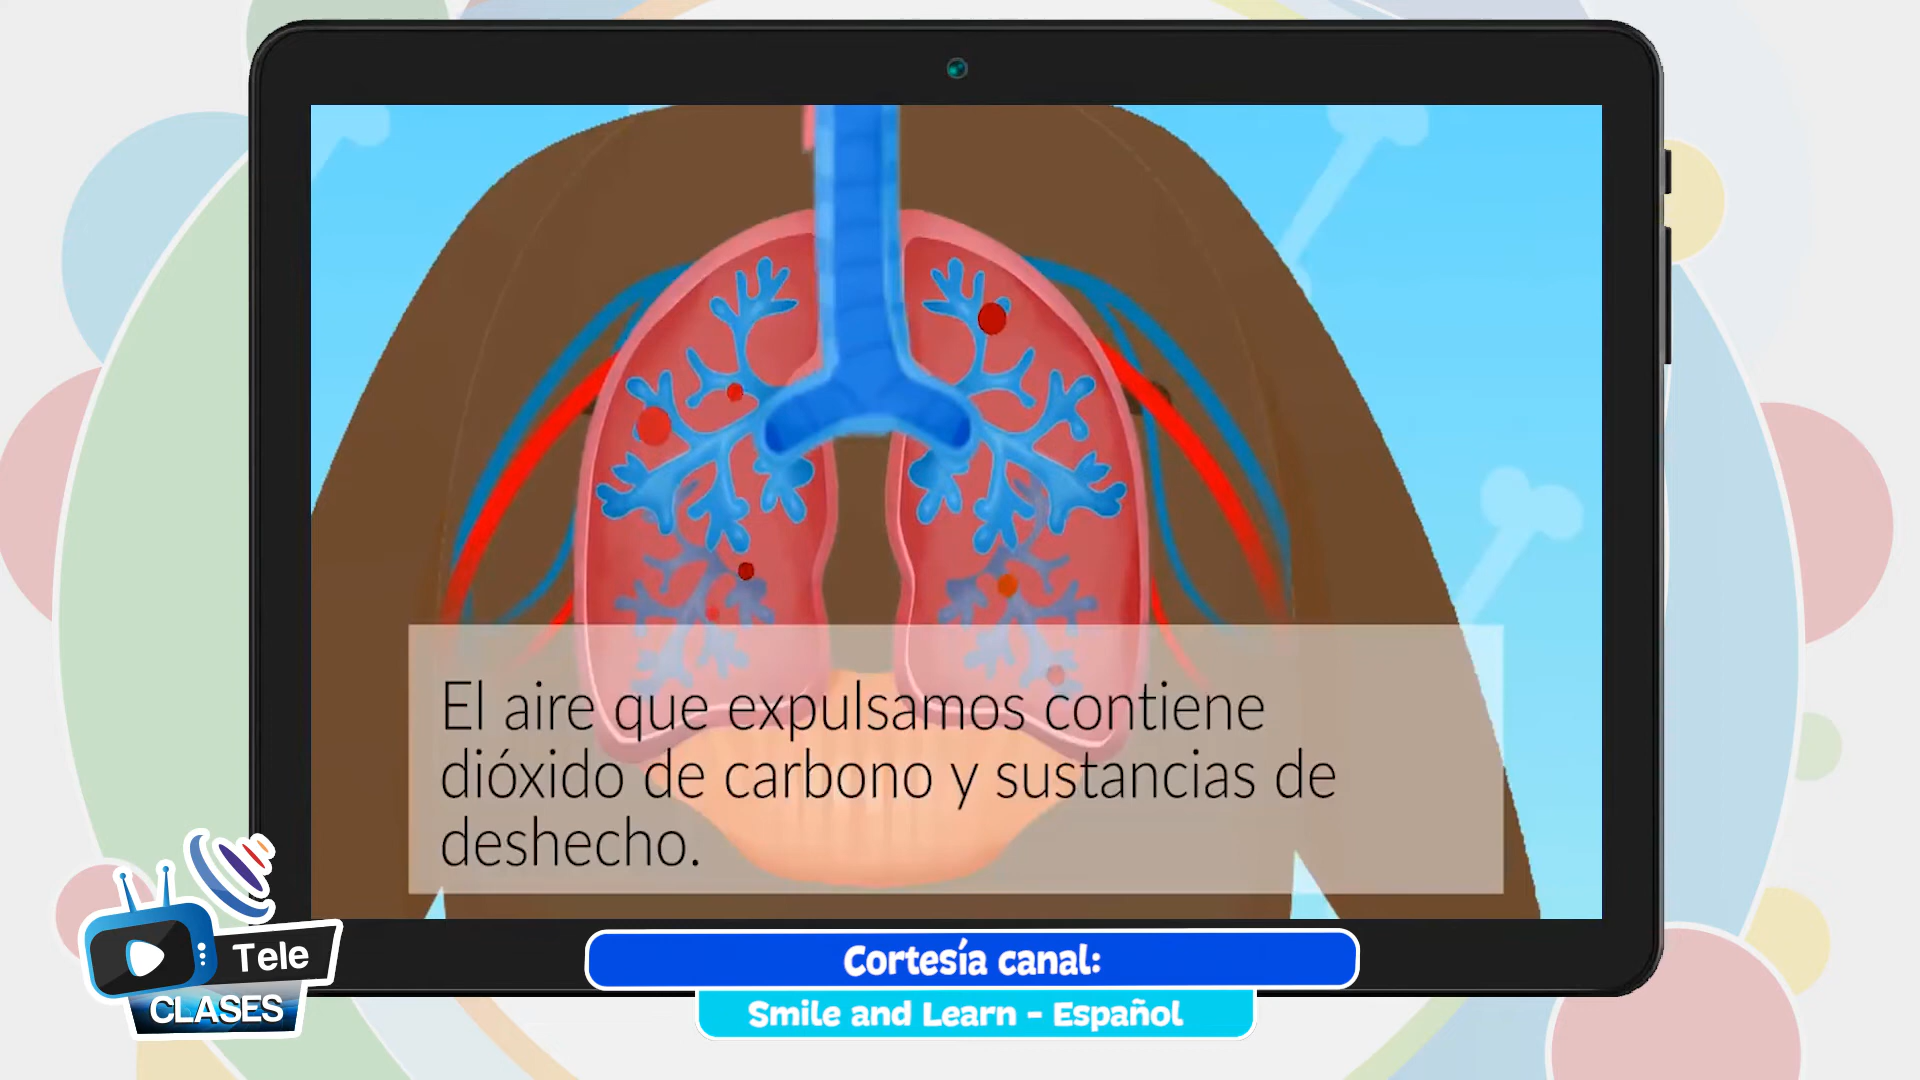 El aire que expulsamos contiene
dióxido de carbono y sustancias de
deshecho.
Tele
CLASES
Cortesía canal:
Smile and Learn - Español